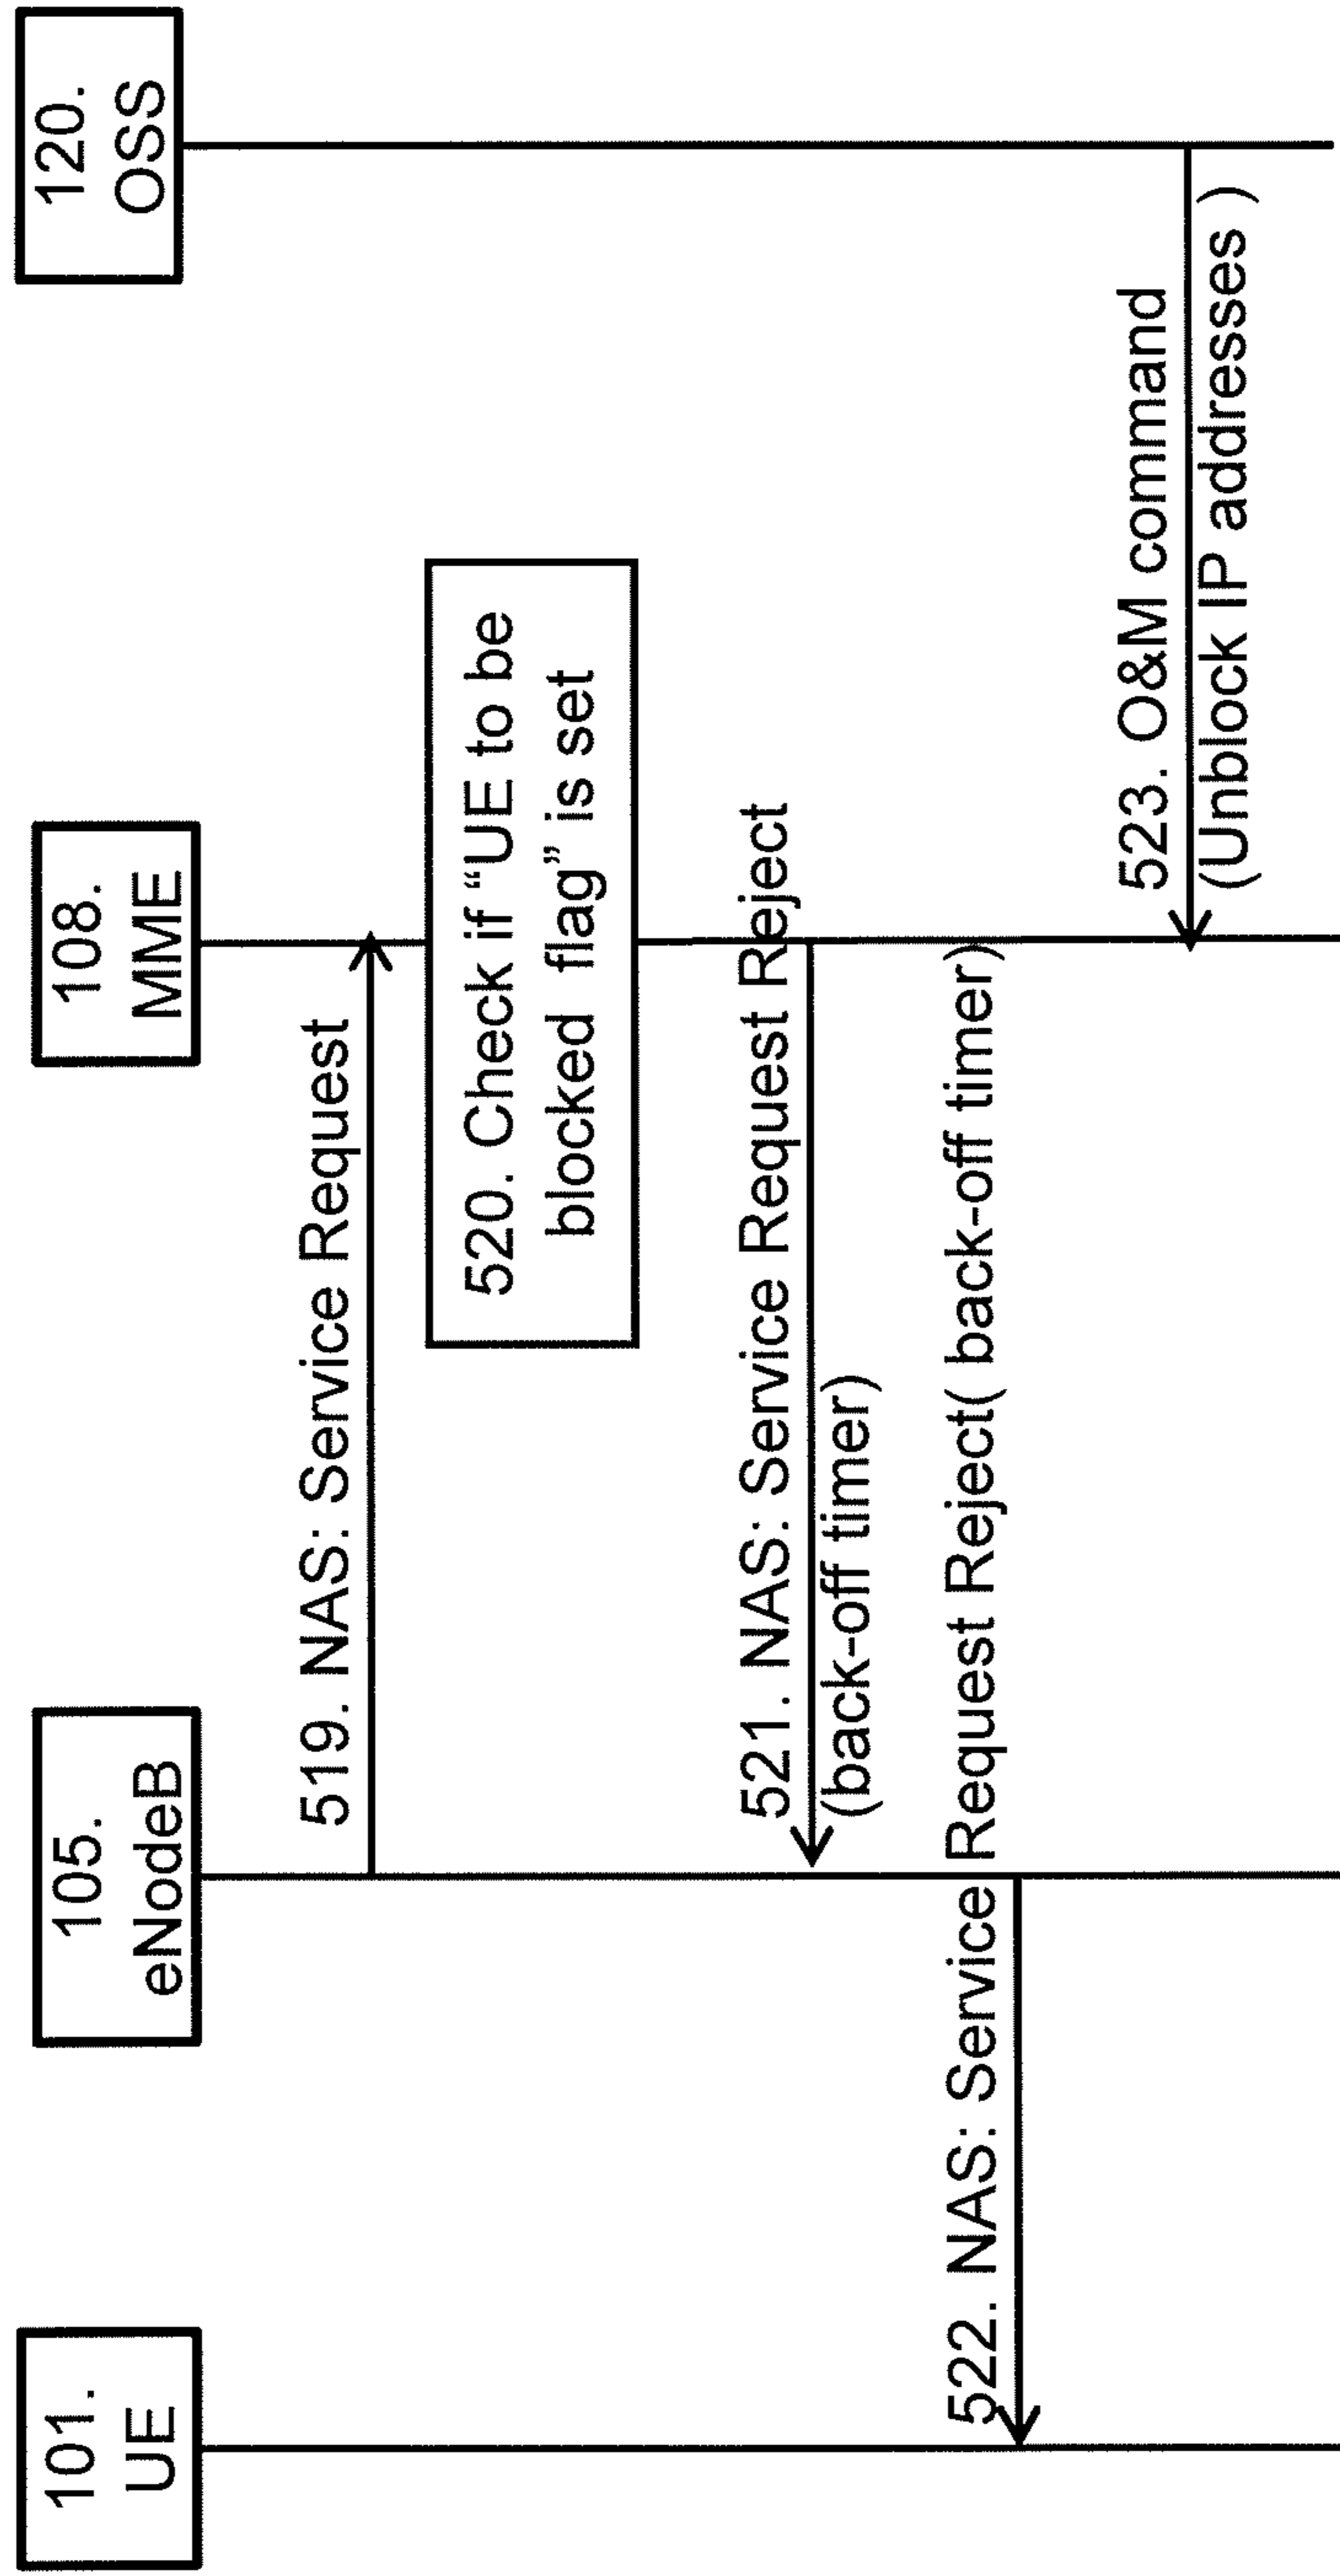 101.
UE
105.
eNodeB
108.
MME
120.
OSS
519. NAS: Service Request
520. Check if “UE to be
blocked flag” is set
521. NAS: Service Request Reject
(back-off timer)
522. NAS: Service Request Reject( back-off timer)
523. O&M command
(Unblock IP addresses )